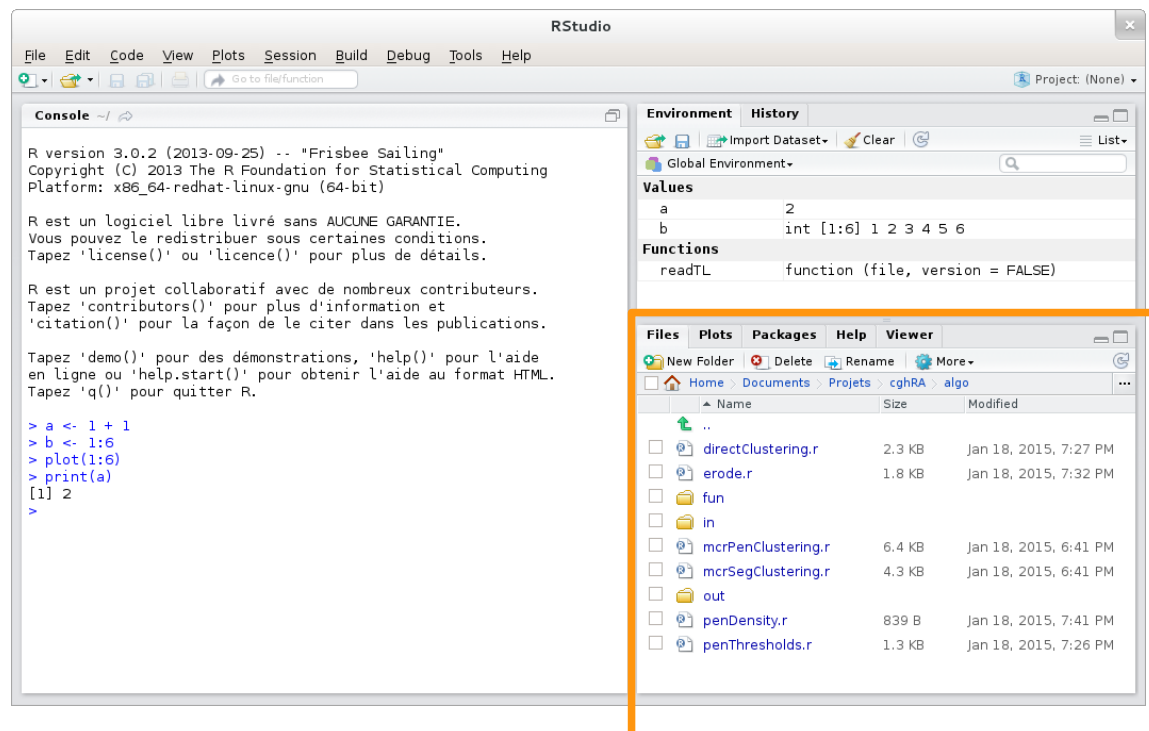 RStudio
File Edit Code View Plots Session Build Debug Tools Help
Go to file/function
Project: (None)
Console ~/
R version 3.0.2 (2013-09-25) -- "Frisbee Sailing"
Copyright (C) 2013 The R Foundation for Statistical Computing
Platform: x86_64-redhat-linux-gnu (64-bit)
R est un logiciel libre livré sans AUCUNE GARANTIE.
Vous pouvez le redistribuer sous certaines conditions.
Tapez 'license()' ou 'licence()' pour plus de détails.
R est un projet collaboratif avec de nombreux contributeurs.
Tapez 'contributors()' pour plus d'information et
'citation()' pour la façon de le citer dans les publications.
Tapez 'demo()' pour des démonstrations, 'help()' pour l'aide
en ligne ou 'help.start()' pour obtenir l'aide au format HTML.
Tapez 'q()' pour quitter R.
> a <- 1 + 1
> b <- 1:6
> plot(1:6)
> print(a)
[1] 2
>
Environment History
Import Dataset Clear List
Global Environment
Values
a 2
b int [1:6] 1 2 3 4 5 6
Functions
readTL function (file, version = FALSE)
Files Plots Packages Help Viewer
New Folder Delete Rename More
Home Documents Projets cghRA algo ...
Name Size Modified
..
directClustering.r 2.3 KB Jan 18, 2015, 7:27 PM
erode.r 1.8 KB Jan 18, 2015, 7:32 PM
fun
in
mcrPenClustering.r 6.4 KB Jan 18, 2015, 6:41 PM
mcrSegClustering.r 4.3 KB Jan 18, 2015, 6:41 PM
out
penDensity.r 839 B Jan 18, 2015, 7:41 PM
penThresholds.r 1.3 KB Jan 18, 2015, 7:26 PM